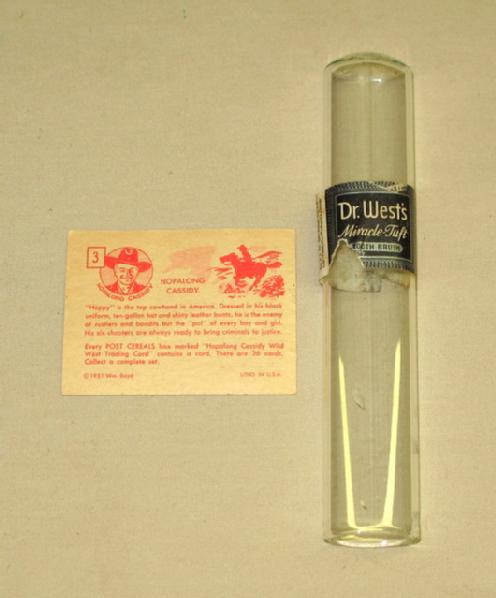 3
HOPALONG CASSIDY
HOPALONG
CASSIDY
"Hoppy" is the top cowhand in America. Dressed in his black
uniform, ten-gallon hat and shiny leather boots, he is the enemy
of rustlers and bandits but the "pal" of every boy and girl.
His six-shooters are always ready to bring criminals to justice.
Every POST CEREALS box marked "Hopalong Cassidy Wild
West Trading Card" contains a card. There are 36 cards.
Collect a complete set.
© 1951 Wm. Boyd
LITHO. IN U.S.A.
Dr. West's
Miracle-Tuft
TOOTH BRUSH